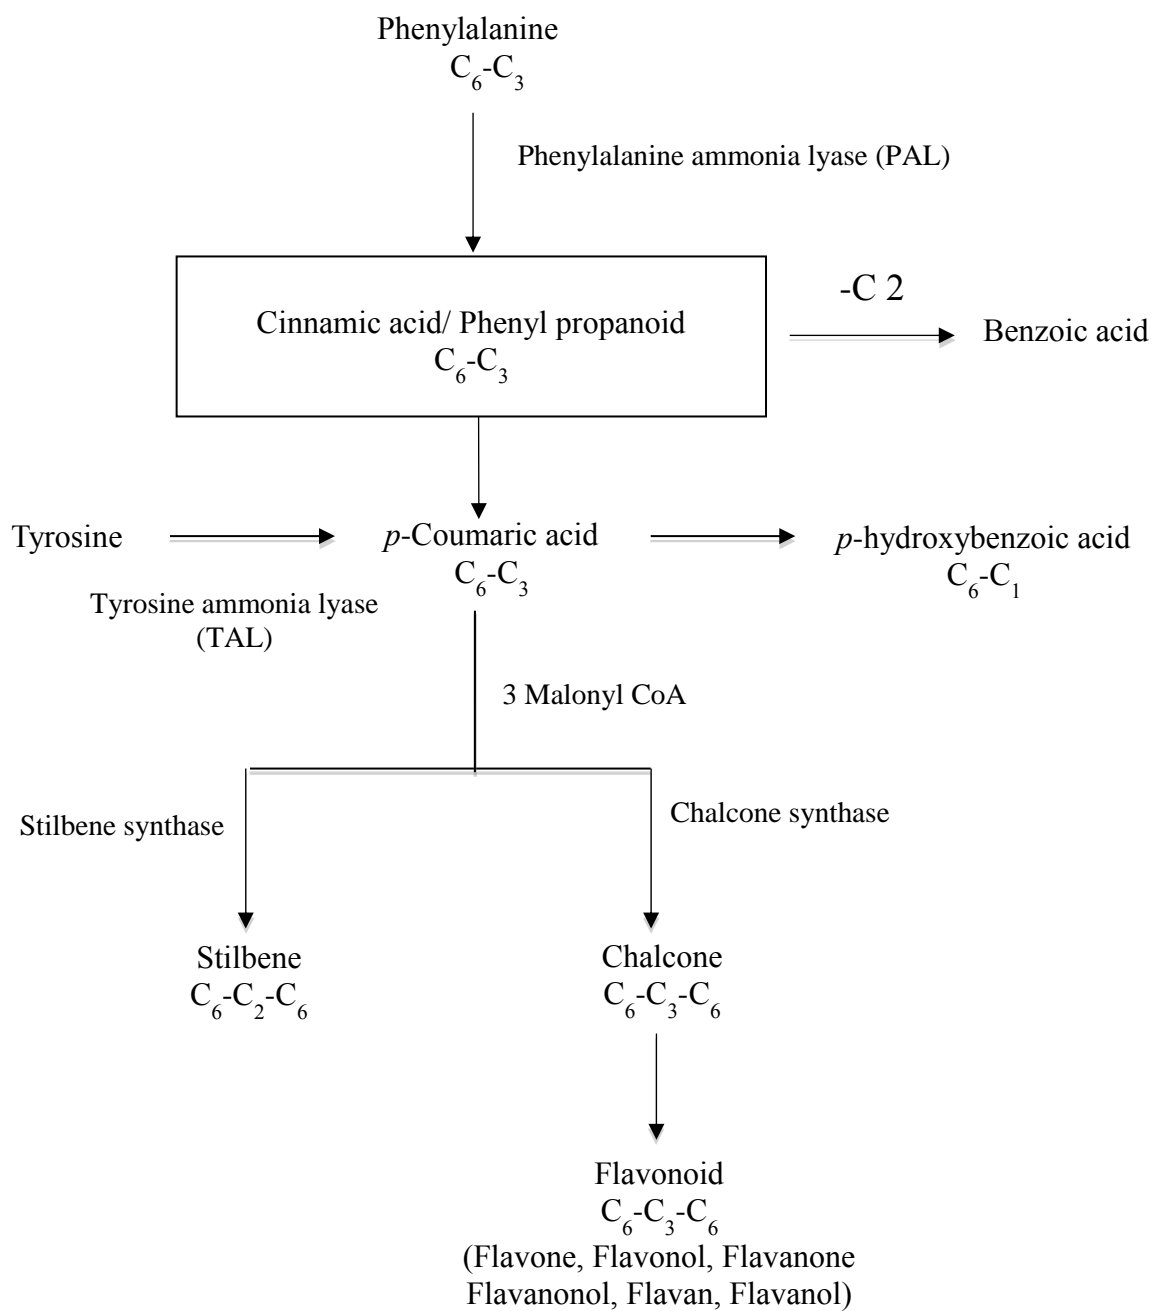 Phenylalanine
C₆-C₃
Phenylalanine ammonia lyase (PAL)
-C 2
Cinnamic acid/ Phenyl propanoid
C₆-C₃
Benzoic acid
Tyrosine
p-Coumaric acid
C₆-C₃
p-hydroxybenzoic acid
C₆-C₁
Tyrosine ammonia lyase
(TAL)
3 Malonyl CoA
Stilbene synthase
Chalcone synthase
Stilbene
C₆-C₂-C₆
Chalcone
C₆-C₃-C₆
Flavonoid
C₆-C₃-C₆
(Flavone, Flavonol, Flavanone
Flavanonol, Flavan, Flavanol)